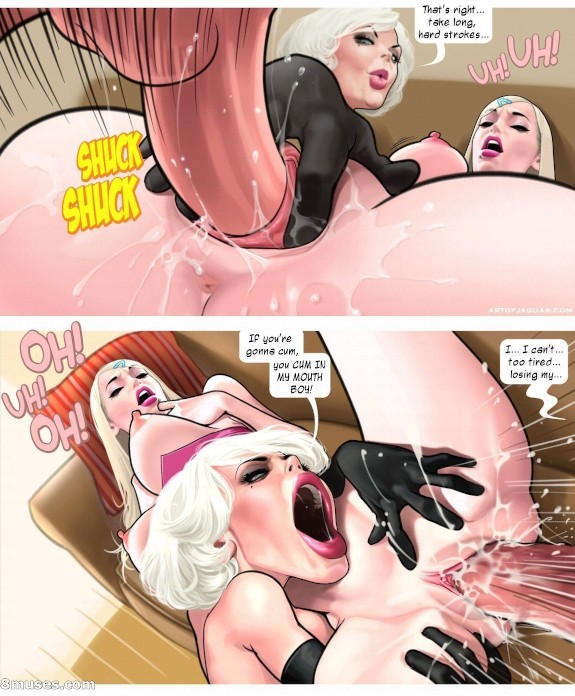 That's right...
take long,
hard strokes...
UH! UH!
SHUCK
SHUCK
ARTOFJAGUAR.COM
OH!
UH!
OH!
If you're
gonna cum,
you CUM IN
MY MOUTH
BOY!
I... I can't...
too tired...
losing my...
8muses.com